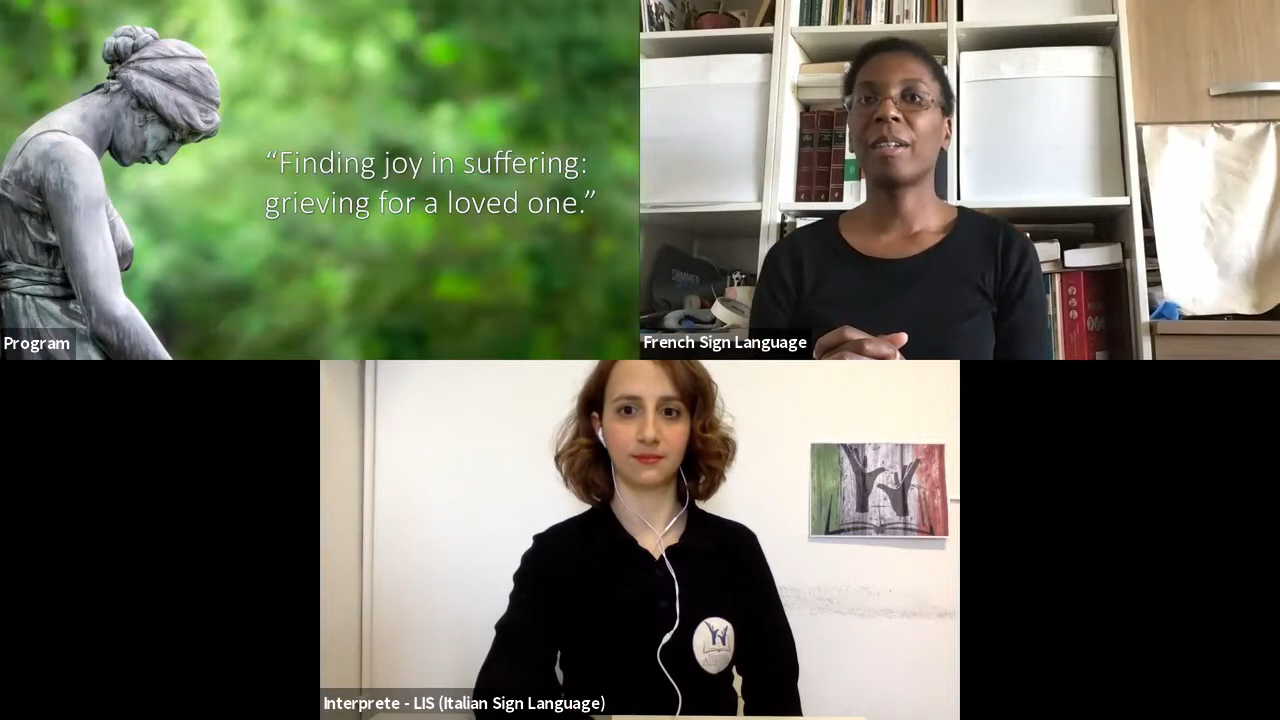 “Finding joy in suffering:
grieving for a loved one.”
Program
French Sign Language
Interprete - LIS (Italian Sign Language)